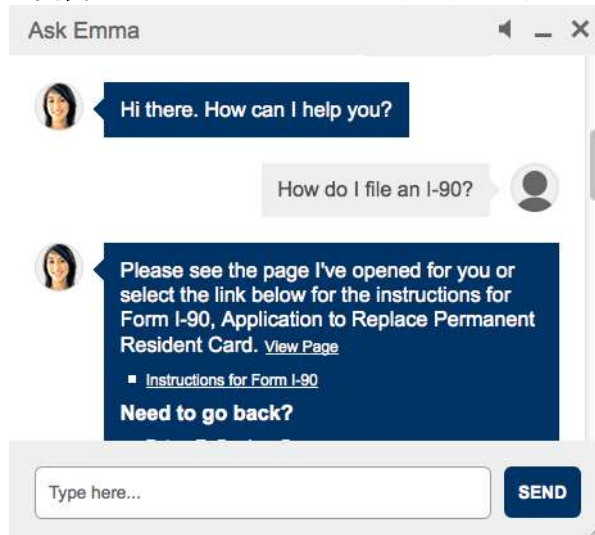 Ask Emma
Hi there. How can I help you?
How do I file an I-90?
Please see the page I've opened for you or
select the link below for the instructions for
Form I-90, Application to Replace Permanent
Resident Card. View Page
Instructions for Form I-90
Need to go back?
Type here...
SEND